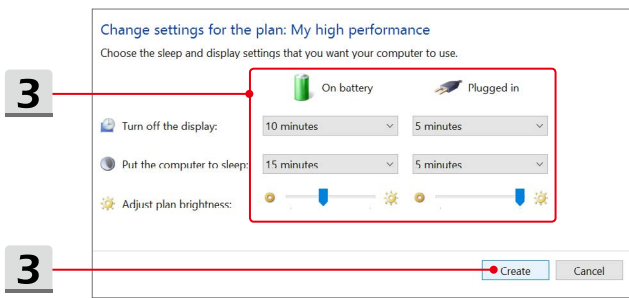 Change settings for the plan: My high performance
Choose the sleep and display settings that you want your computer to use.
3
On battery Plugged in
Turn off the display: 10 minutes 5 minutes
Put the computer to sleep: 15 minutes 5 minutes
Adjust plan brightness:
3
Create Cancel